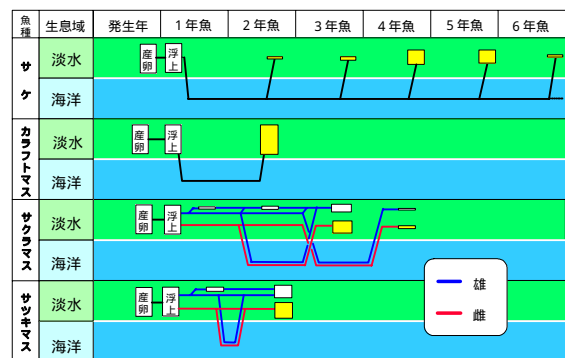 魚種 生息域 発生年 1年魚 2年魚 3年魚 4年魚 5年魚 6年魚
サケ 淡水 産卵 浮上
海洋
カラフトマス 淡水 産卵 浮上
海洋
サクラマス 淡水 産卵 浮上
海洋
雄
サツキマス 淡水 産卵 浮上
雌
海洋